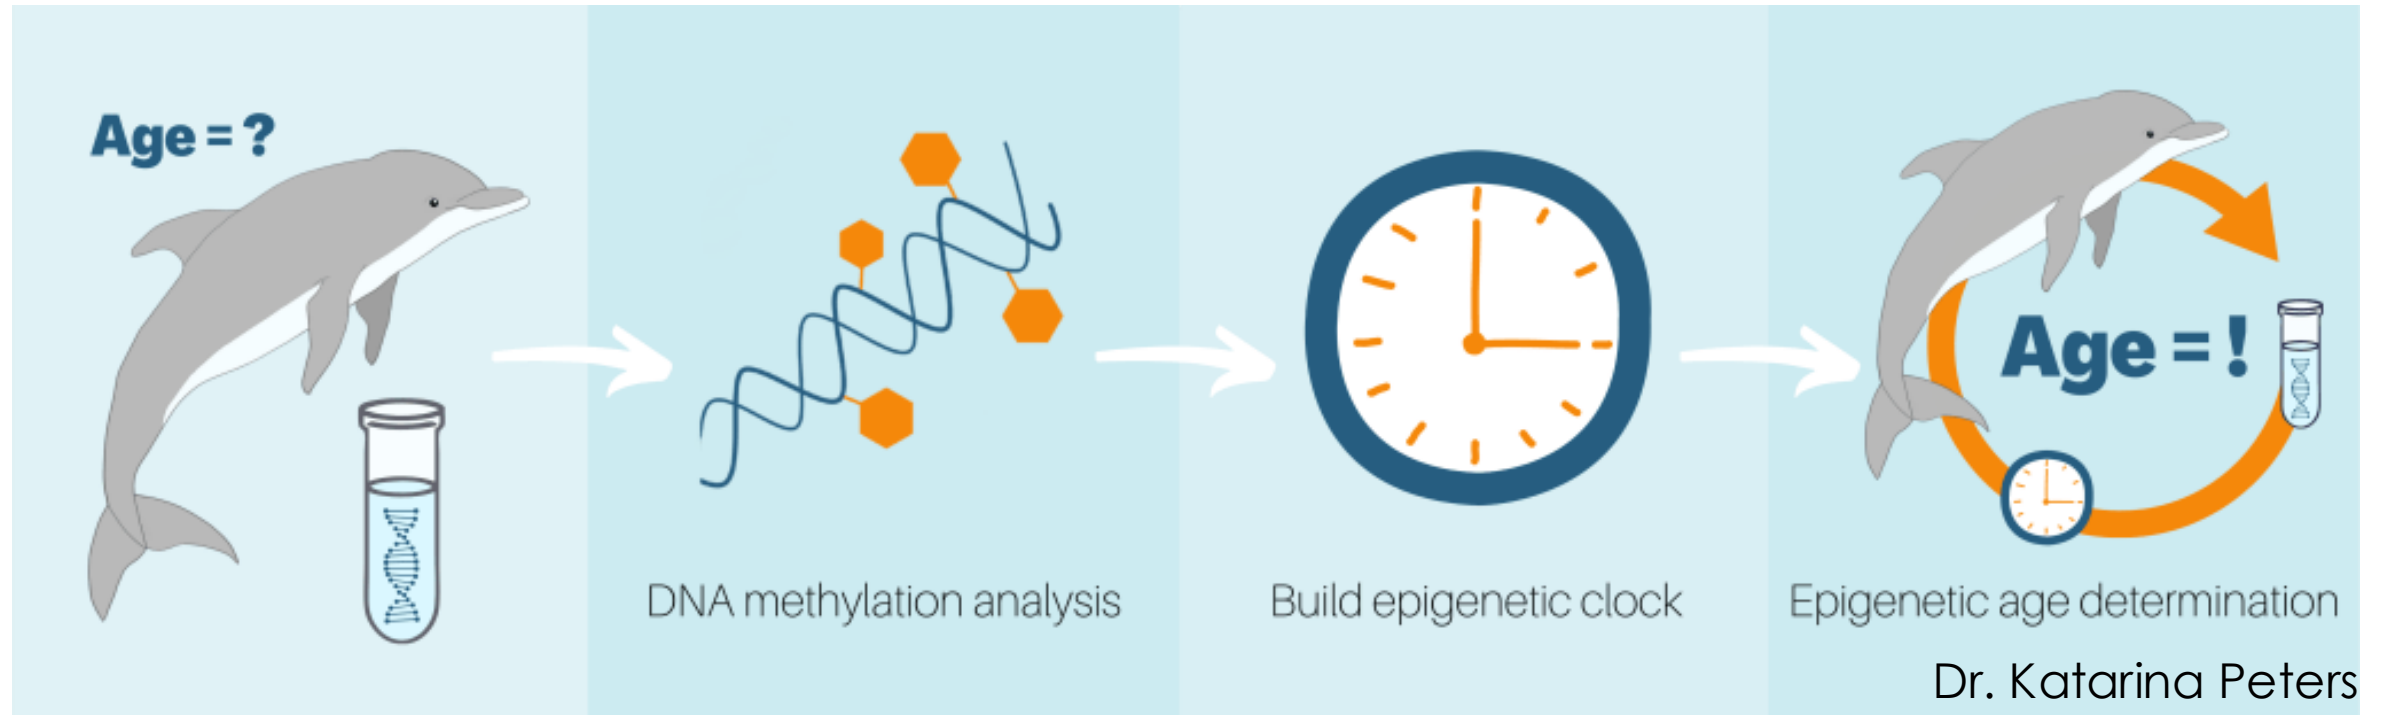 Age = ?
DNA methylation analysis
Build epigenetic clock
Age = !
Epigenetic age determination
Dr. Katarina Peters